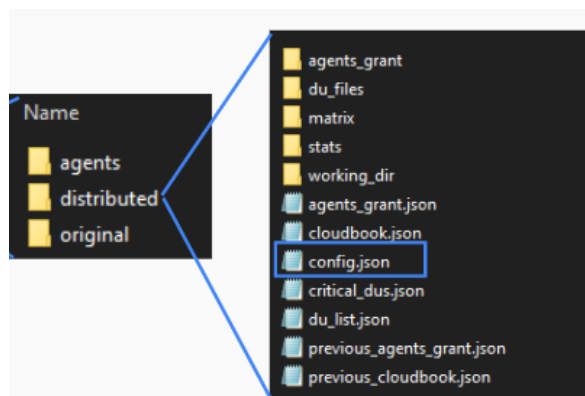 Name
agents
distributed
original
agents_grant
du_files
matrix
stats
working_dir
agents_grant.json
cloudbook.json
config.json
critical_dus.json
du_list.json
previous_agents_grant.json
previous_cloudbook.json